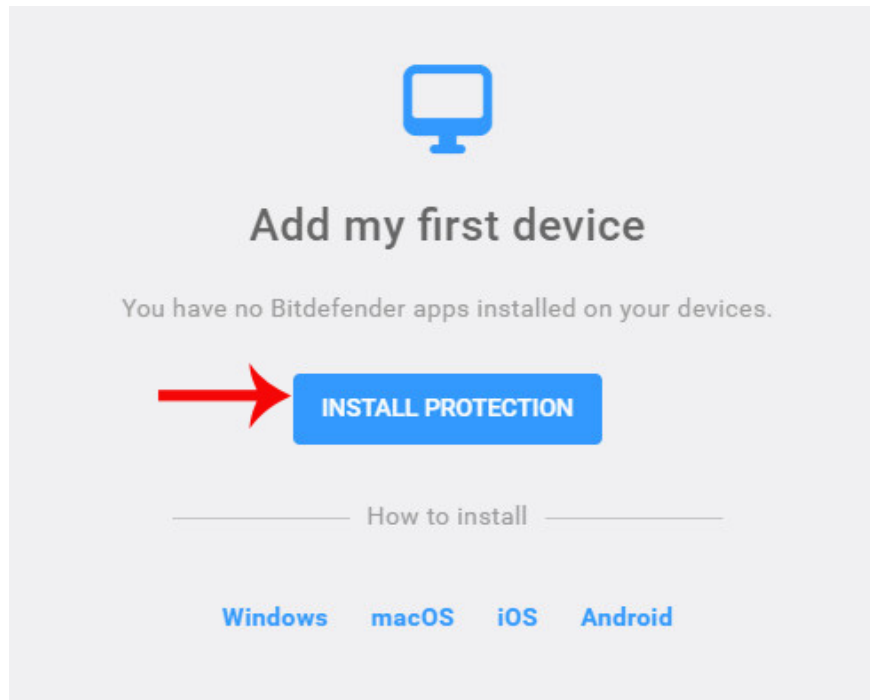 Add my first device
You have no Bitdefender apps installed on your devices.
INSTALL PROTECTION
How to install
Windows macOS iOS Android